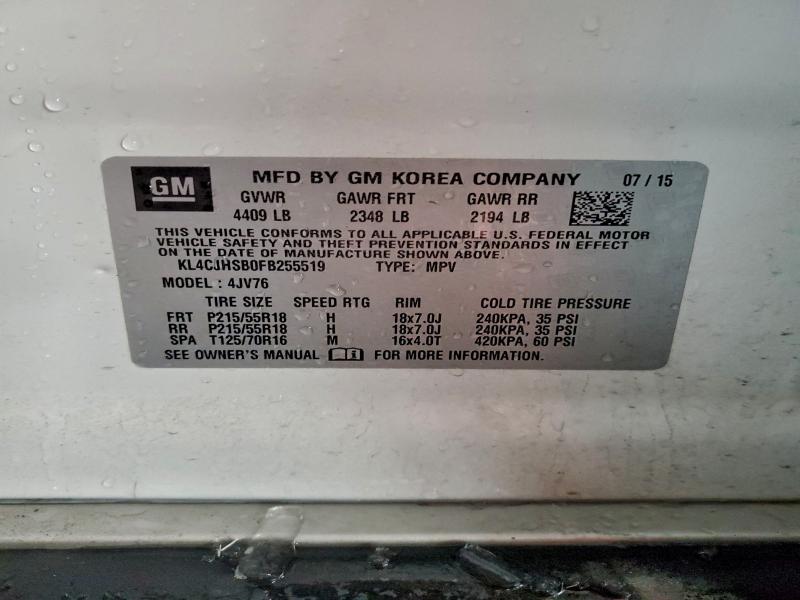 GM MFD BY GM KOREA COMPANY 07 / 15
GVWR GAWR FRT GAWR RR
4409 LB 2348 LB 2194 LB
THIS VEHICLE CONFORMS TO ALL APPLICABLE U.S. FEDERAL MOTOR
VEHICLE SAFETY AND THEFT PREVENTION STANDARDS IN EFFECT
ON THE DATE OF MANUFACTURE SHOWN ABOVE.
KL4CJHSB0FB255519 TYPE: MPV
MODEL : 4JV76
TIRE SIZE SPEED RTG RIM COLD TIRE PRESSURE
FRT P215/55R18 H 18x7.0J 240KPA, 35 PSI
RR P215/55R18 H 18x7.0J 240KPA, 35 PSI
SPA T125/70R16 M 16x4.0T 420KPA, 60 PSI
SEE OWNER'S MANUAL FOR MORE INFORMATION.